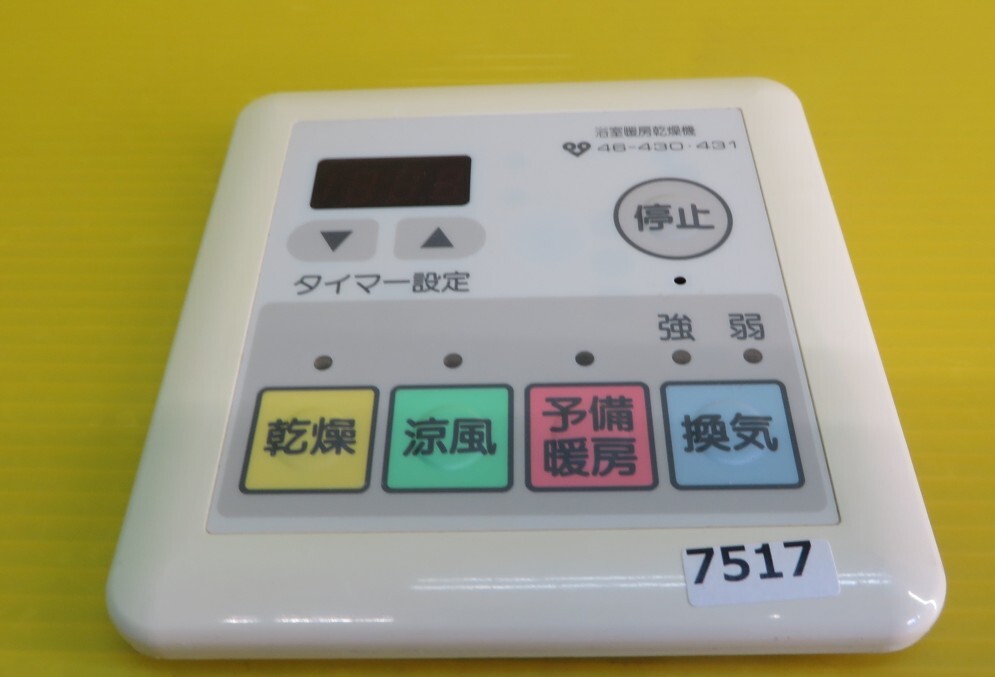 浴室暖房乾燥機
46-430・431
停止
▼ ▲
タイマー設定
強 弱
乾燥 涼風 予備暖房 換気
7517